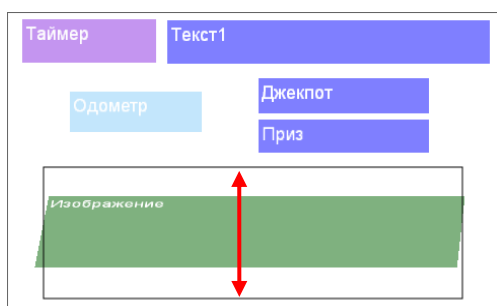 Таймер
Текст1
Одометр
Джекпот
Приз
Изображение